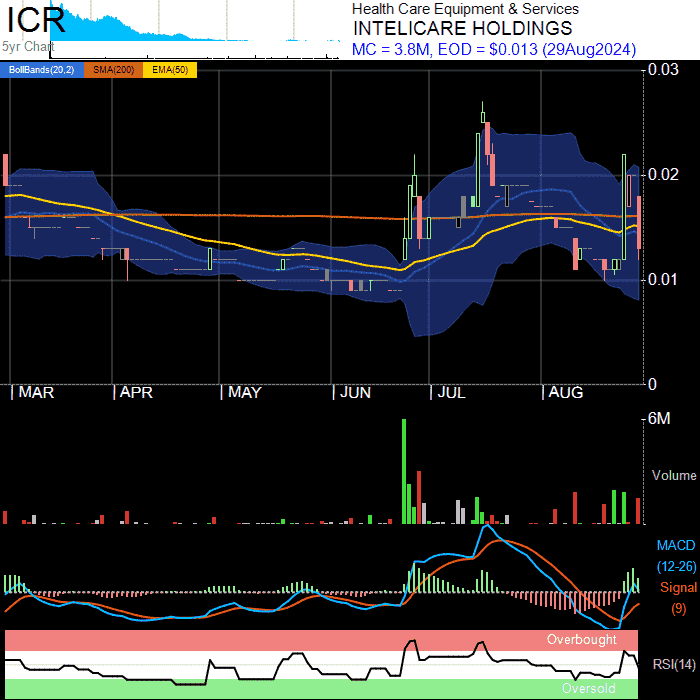 ICR
5yr Chart
Health Care Equipment & Services
INTELICARE HOLDINGS
MC = 3.8M, EOD = $0.013 (29Aug2024)
BollBands(20,2) SMA(200) EMA(50)
0.03
0.02
0.01
0
MAR APR MAY JUN JUL AUG
6M
Volume
MACD
(12-26)
Signal
(9)
Overbought
RSI(14)
Oversold